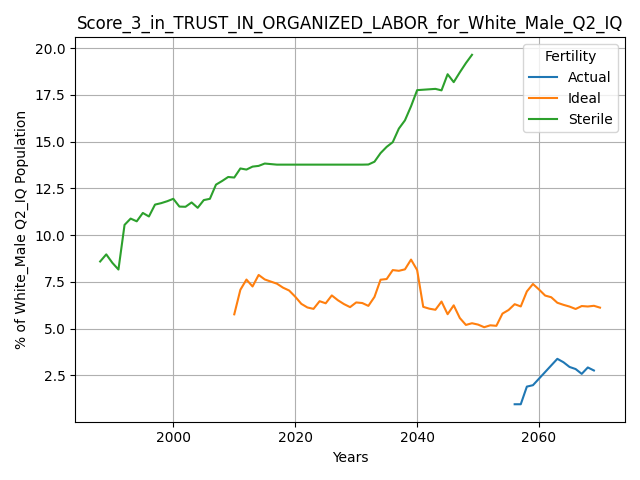 Score_3_in_TRUST_IN_ORGANIZED_LABOR_for_White_Male_Q2_IQ
Fertility
Actual
Ideal
Sterile
% of White_Male Q2_IQ Population
20.0
17.5
15.0
12.5
10.0
7.5
5.0
2.5
2000
2020
2040
2060
Years